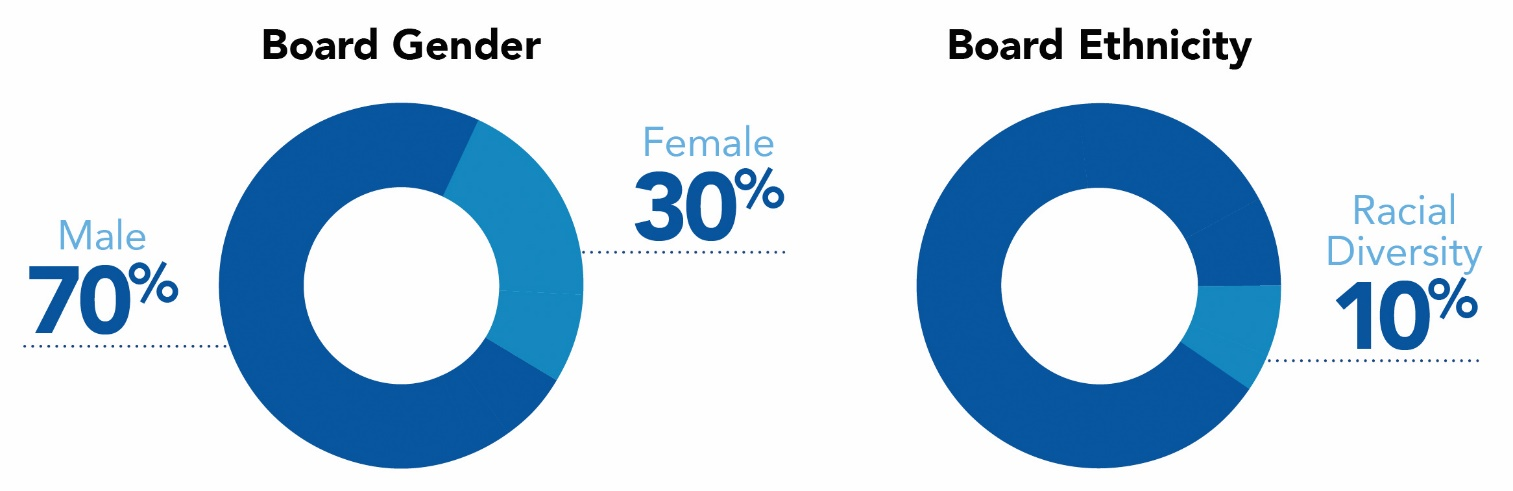 Board Gender
Male
70%
Female
30%
Board Ethnicity
Racial
Diversity
10%